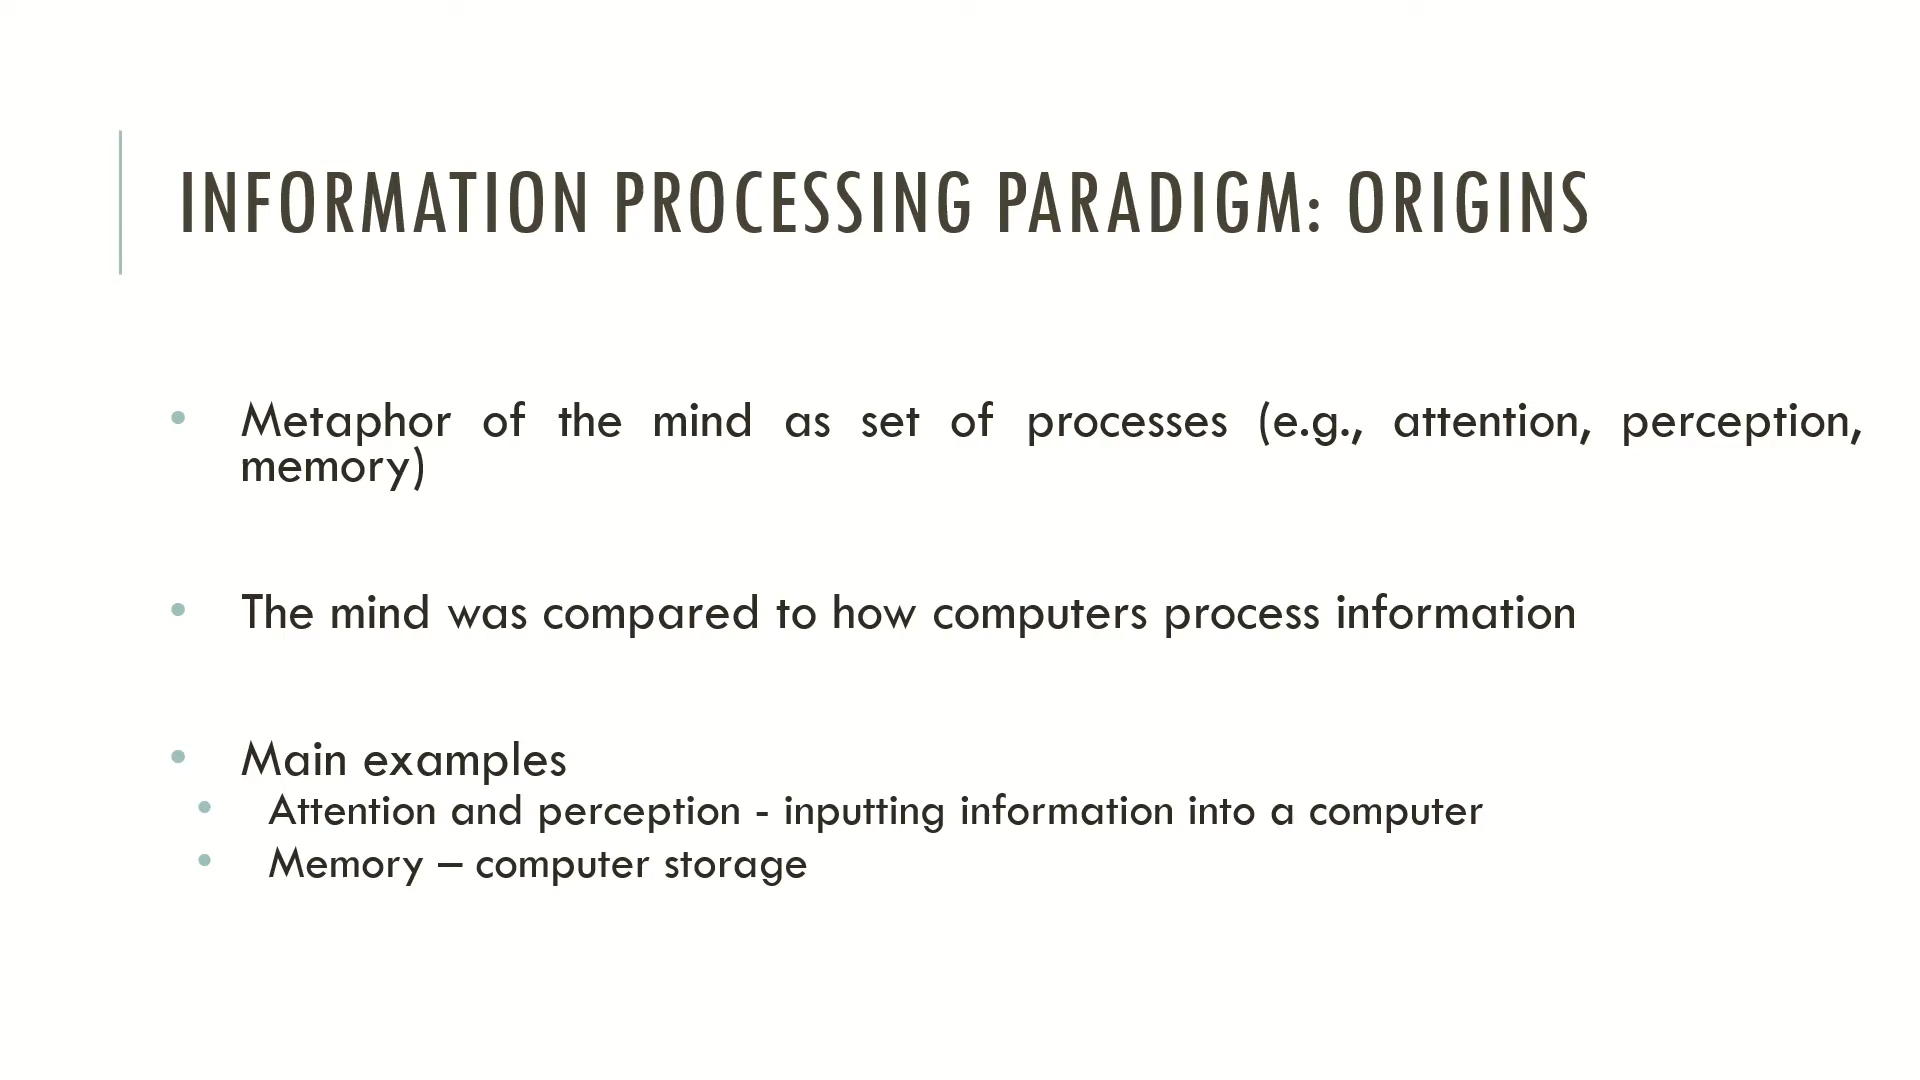 INFORMATION PROCESSING PARADIGM: ORIGINS
• Metaphor of the mind as set of processes (e.g., attention, perception,
memory)
• The mind was compared to how computers process information
• Main examples
• Attention and perception - inputting information into a computer
• Memory – computer storage